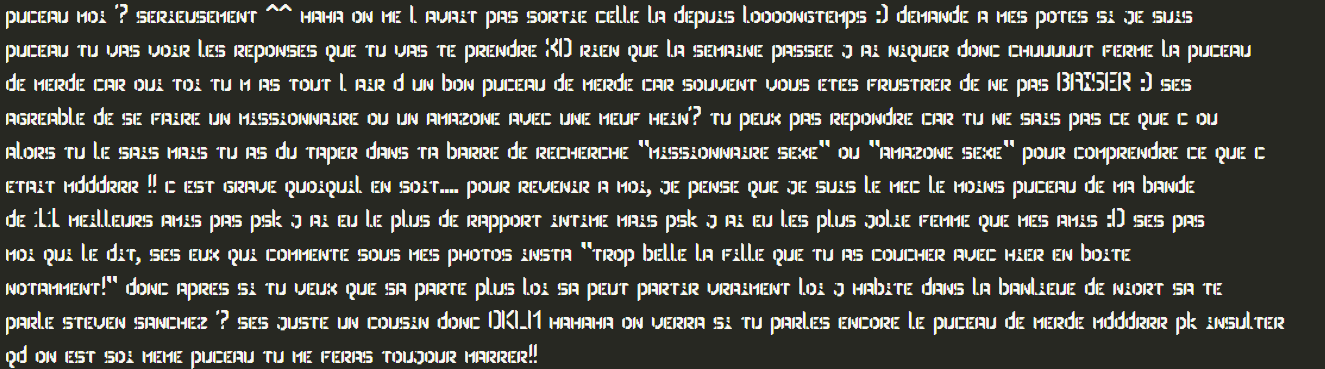 puceau moi ? serieusement ^^ haha on me l avait pas sortie celle la depuis loooongtemps :) demande a mes potes si je suis
puceau tu vas voir les reponses que tu vas te prendre XD rien que la semaine passee j ai niquer donc chuuuuut ferme la puceau
de merde car oui toi tu m as tout l air d un bon puceau de merde car souvent vous etes frustrer de ne pas BAISER :) ses
agreable de se faire un missionnaire ou un amazone avec une meuf hein? tu peux pas repondre car tu ne sais pas ce que c ou
alors tu le sais mais tu as du taper dans ta barre de recherche "missionnaire sexe" ou "amazone sexe" pour comprendre ce que c
etait mdddrrr !! c est grave quoiquil en soit.... pour revenir a moi, je pense que je suis le mec le moins puceau de ma bande
de 11 meilleurs amis pas psk j ai eu le plus de rapport intime mais psk j ai eu les plus jolie femme que mes amis :D ses pas
moi qui le dit, ses eux qui commente sous mes photos insta "trop belle la fille que tu as coucher avec hier en boite
notamment!" donc apres si tu veux que sa parte plus loi sa peut partir vraiment loi j habite dans la banlieue de niort sa te
parle steven sanchez ? ses juste un cousin donc OKLM hahaha on verra si tu parles encore le puceau de merde mdddrrr pk insulter
qd on est soi meme puceau tu me feras toujour marrer!!